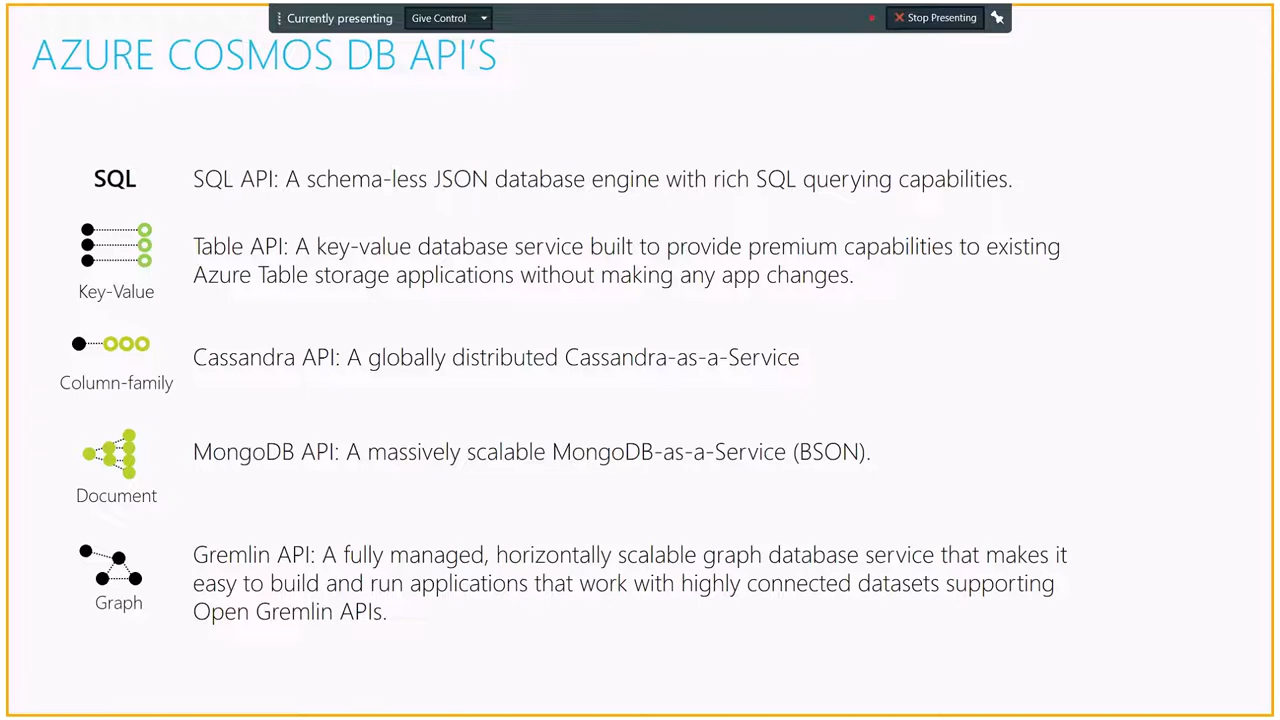 Currently presenting
Give Control
Stop Presenting
AZURE COSMOS DB API'S
SQL
SQL API: A schema-less JSON database engine with rich SQL querying capabilities.
Table API: A key-value database service built to provide premium capabilities to existing
Azure Table storage applications without making any app changes.
Key-Value
Cassandra API: A globally distributed Cassandra-as-a-Service
Column-family
MongoDB API: A massively scalable MongoDB-as-a-Service (BSON).
Document
Gremlin API: A fully managed, horizontally scalable graph database service that makes it
easy to build and run applications that work with highly connected datasets supporting
Open Gremlin APIs.
Graph